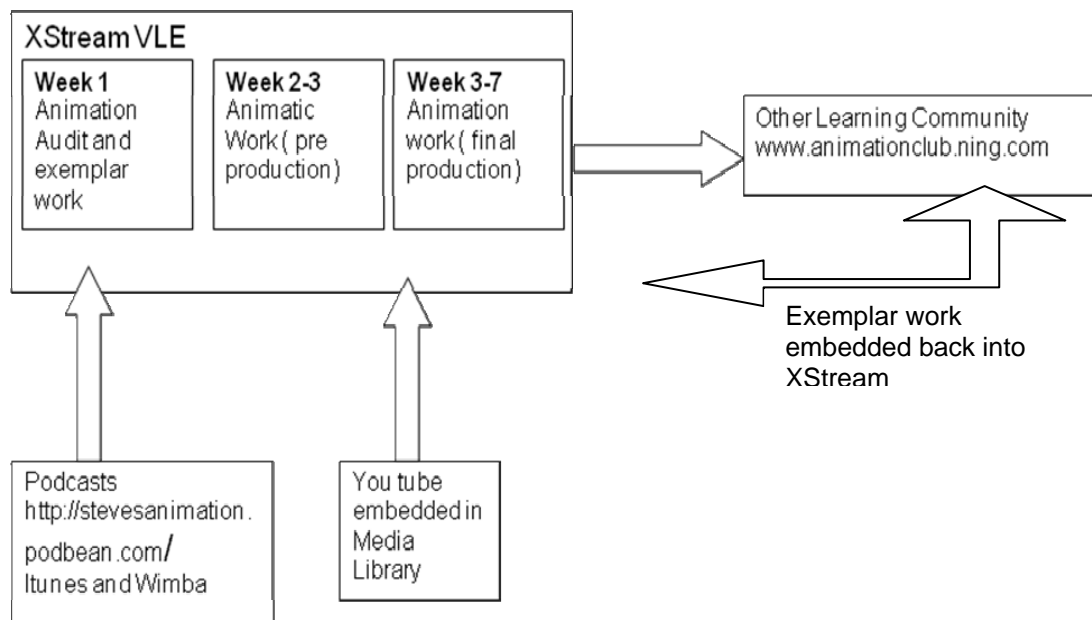 XStream VLE
Week 1
Animation
Audit and
exemplar
work
Week 2-3
Animatic
Work ( pre
production)
Week 3-7
Animation
work ( final
production)
Other Learning Community
www.animationclub.ning.com
Exemplar work
embedded back into
XStream
Podcasts
http://stevesanimation.
podbean.com/
Itunes and Wimba
You tube
embedded in
Media
Library